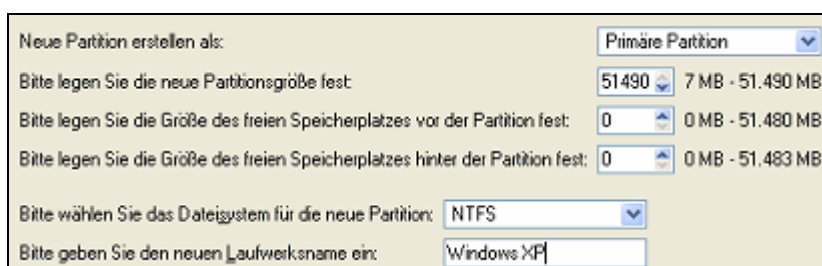 Neue Partition erstellen als: Primäre Partition
Bitte legen Sie die neue Partitionsgröße fest: 51490 7 MB - 51.490 MB
Bitte legen Sie die Größe des freien Speicherplatzes vor der Partition fest: 0 0 MB - 51.480 MB
Bitte legen Sie die Größe des freien Speicherplatzes hinter der Partition fest: 0 0 MB - 51.483 MB
Bitte wählen Sie das Dateisystem für die neue Partition: NTFS
Bitte geben Sie den neuen Laufwerksname ein: Windows XP